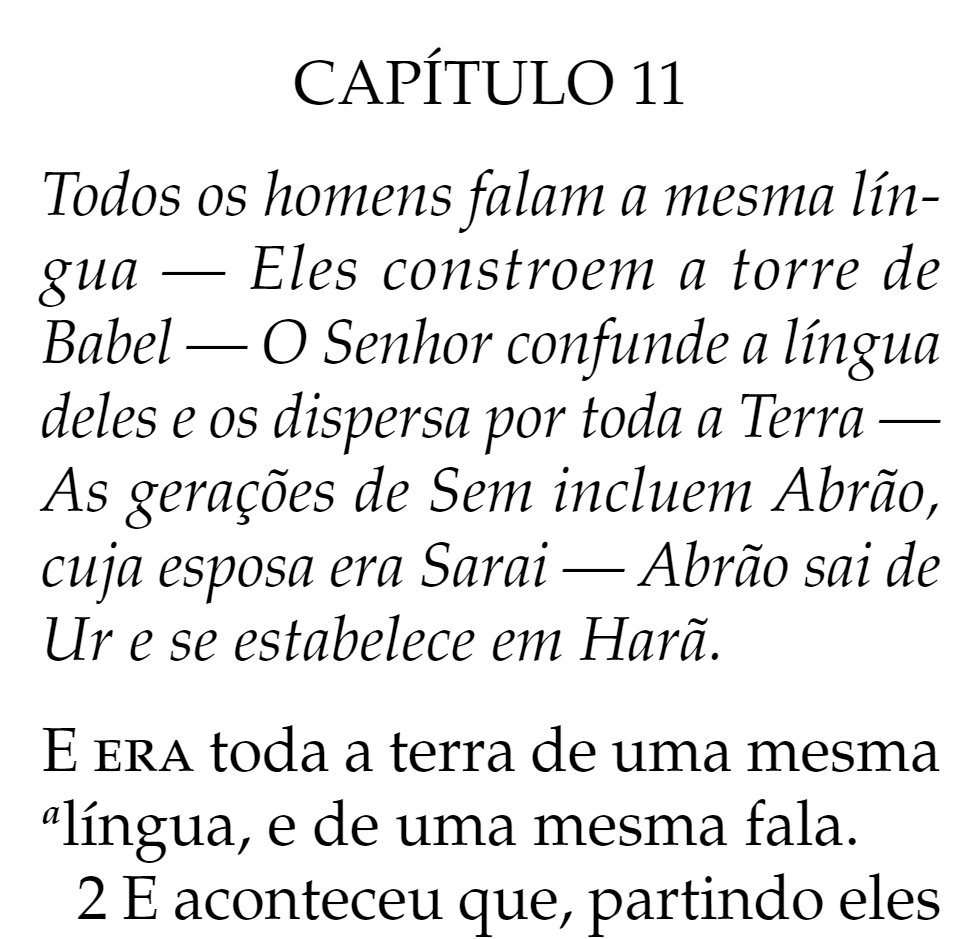 CAPÍTULO 11
Todos os homens falam a mesma lín-
gua — Eles constroem a torre de
Babel — O Senhor confunde a língua
deles e os dispersa por toda a Terra —
As gerações de Sem incluem Abrão,
cuja esposa era Sarai — Abrão sai de
Ur e se estabelece em Harã.
E ERA toda a terra de uma mesma
ᵃlíngua, e de uma mesma fala.
2 E aconteceu que, partindo eles